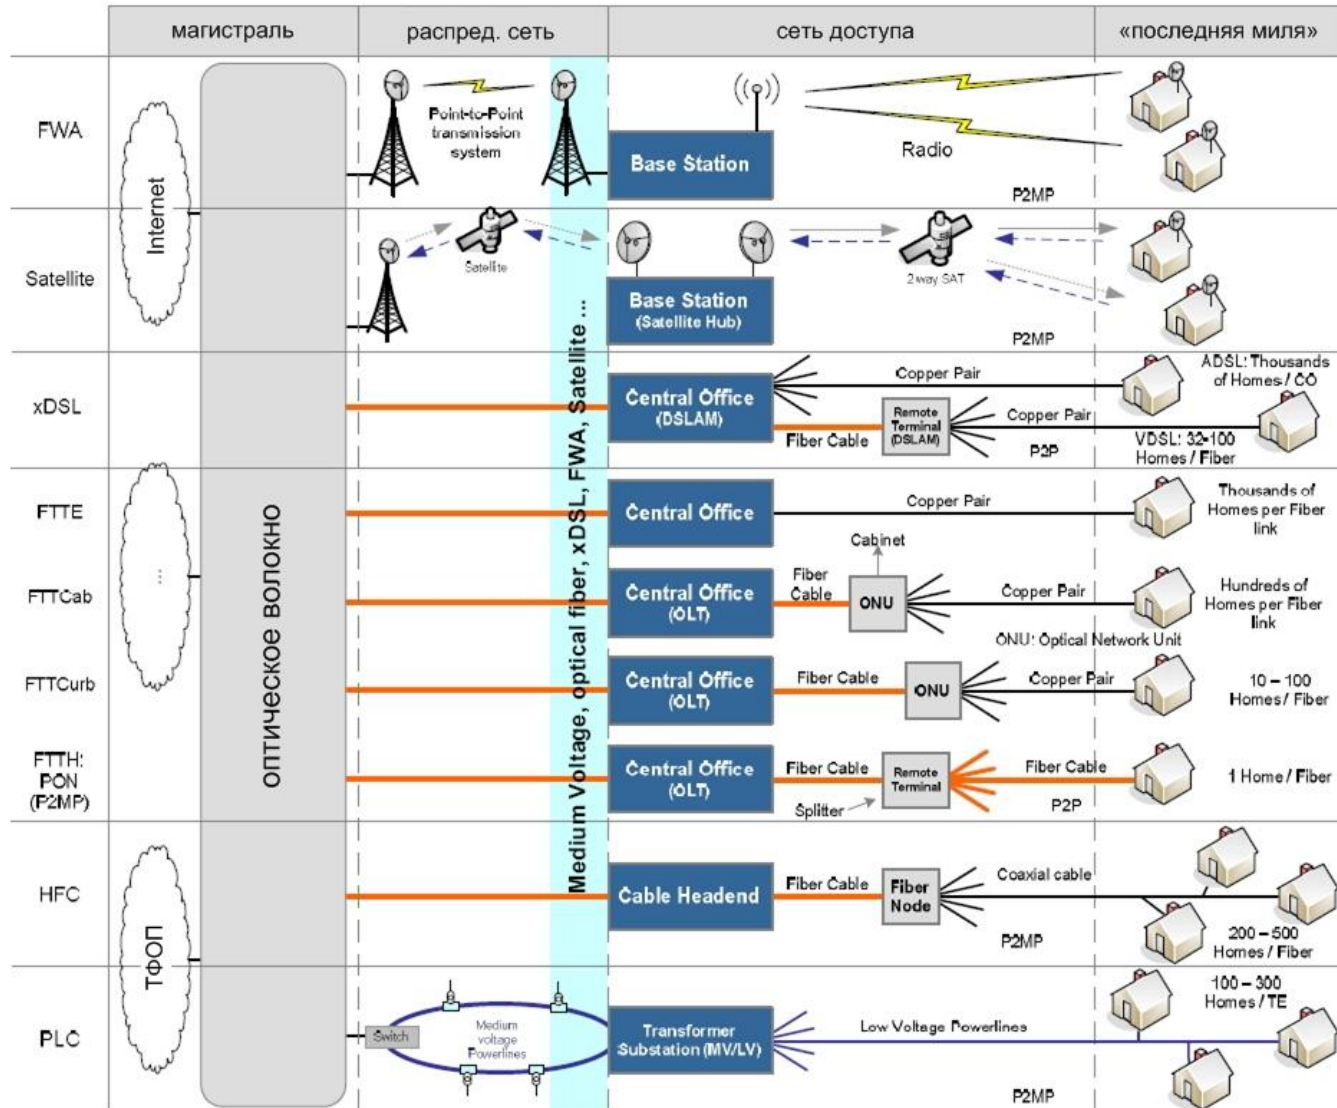 магистраль
распред. сеть
сеть доступа
«последняя миля»
Internet
...
ТФОП
оптическое волокно
Medium Voltage, optical fiber, xDSL, FWA, Satellite ...
FWA
Point-to-Point
transmission
system
Base Station
Radio
P2MP
Satellite
Satellite
Base Station
(Satellite Hub)
2 way SAT
P2MP
xDSL
Central Office
(DSLAM)
Copper Pair
ADSL: Thousands
of Homes / CO
Fiber Cable
Remote
Terminal
(DSLAM)
Copper Pair
P2P
VDSL: 32-100
Homes / Fiber
FTTE
Central Office
Copper Pair
Thousands of
Homes per Fiber
link
FTTCab
Central Office
(OLT)
Fiber
Cable
Cabinet
ONU
Copper Pair
Hundreds of
Homes per Fiber
link
ONU: Optical Network Unit
FTTCurb
Central Office
(OLT)
Fiber Cable
ONU
Copper Pair
10 – 100
Homes / Fiber
FTTH:
PON
(P2MP)
Central Office
(OLT)
Fiber Cable
Splitter
Remote
Terminal
Fiber Cable
P2P
1 Home / Fiber
HFC
Cable Headend
Fiber Cable
Fiber
Node
Coaxial cable
P2MP
200 – 500
Homes / Fiber
PLC
Switch
Medium
voltage
Powerlines
Transformer
Substation (MV/LV)
Low Voltage Powerlines
P2MP
100 – 300
Homes / TE